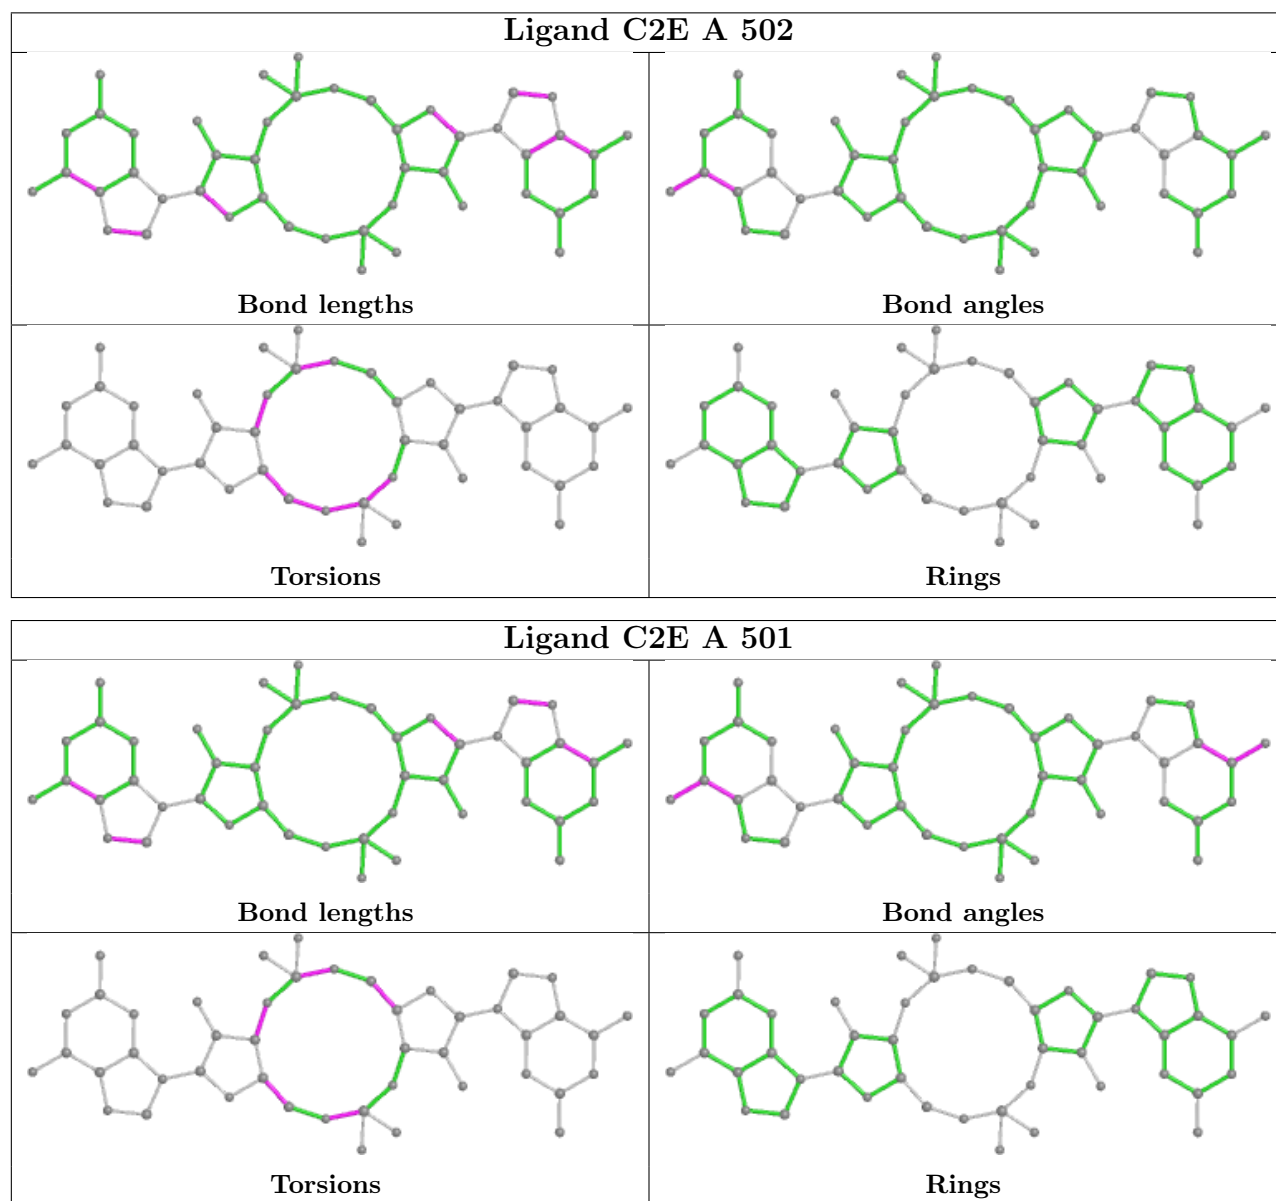 Ligand C2E A 502
Bond lengths
Bond angles
Torsions
Rings
Ligand C2E A 501
Bond lengths
Bond angles
Torsions
Rings